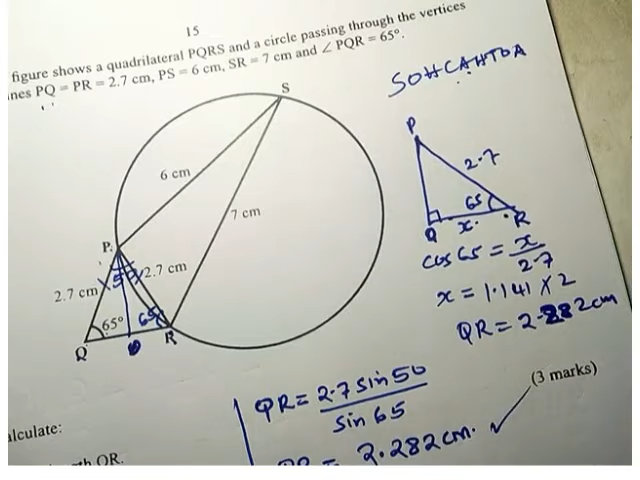 15
figure shows a quadrilateral PQRS and a circle passing through the vertices
PQ = PR = 2.7 cm, PS = 6 cm, SR = 7 cm and ∠ PQR = 65°.
SOHCAHTOA
S
P
6 cm
2.7
7 cm
65
P
x
R
Q
2.7 cm
50
2.7 cm
cos 65 = x/2.7
65°
65
x = 1.141 × 2
Q
R
QR = 2.282 cm
(3 marks)
QR = 2.7 sin 50 / sin 65
2.282 cm.
QR.